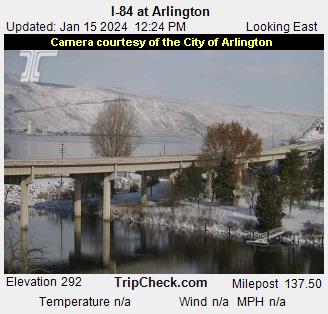 I-84 at Arlington
Updated: Jan 15 2024 12:24 PM Looking East
Camera courtesy of the City of Arlington
Elevation 292 TripCheck.com Milepost 137.50
Temperature n/a Wind n/a MPH n/a